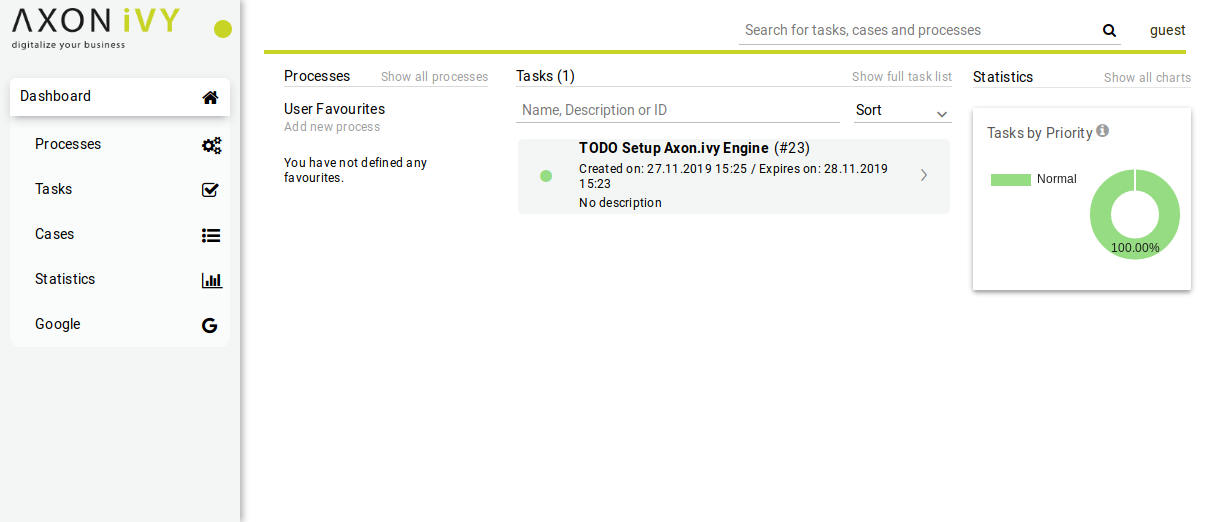 AXON iVY
digitalize your business
Search for tasks, cases and processes
guest
Dashboard
Processes
Tasks
Cases
Statistics
Google
Processes
Show all processes
User Favourites
Add new process
You have not defined any
favourites.
Tasks (1)
Show full task list
Name, Description or ID
Sort
TODO Setup Axon.ivy Engine (#23)
Created on: 27.11.2019 15:25 / Expires on: 28.11.2019
15:23
No description
Statistics
Show all charts
Tasks by Priority
Normal
100.00%